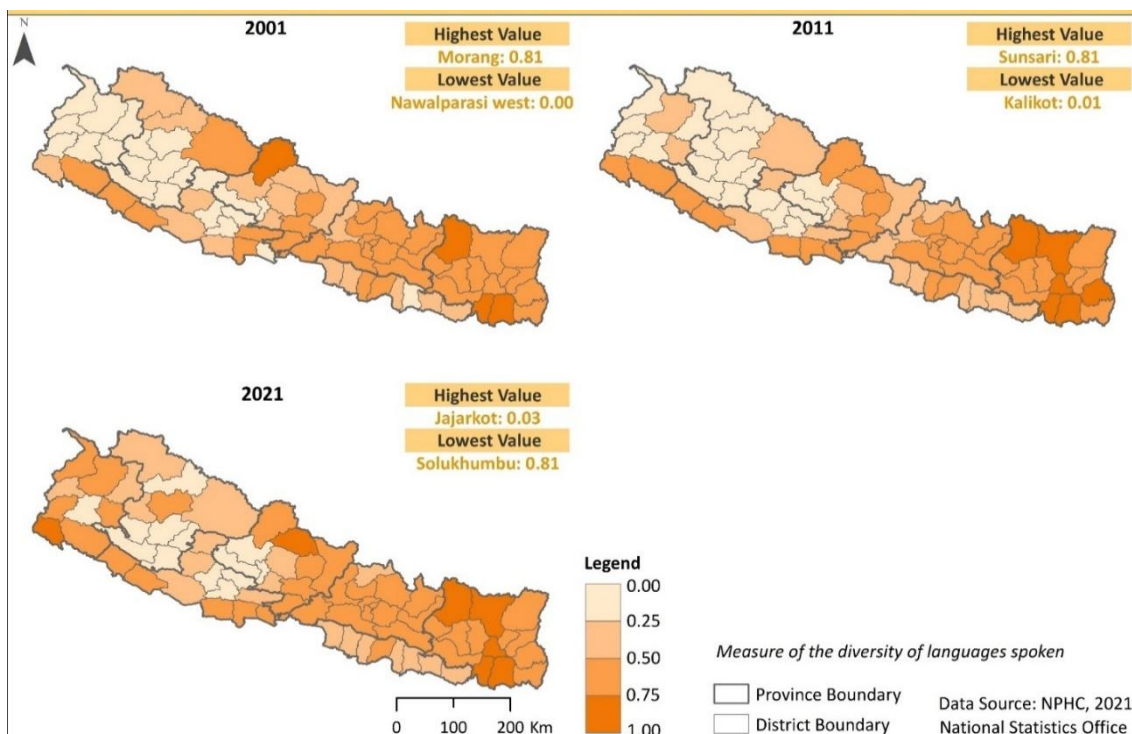 N
2001
Highest Value
Morang: 0.81
Lowest Value
Nawalparasi west: 0.00
2011
Highest Value
Sunsari: 0.81
Lowest Value
Kalikot: 0.01
2021
Highest Value
Jajarkot: 0.03
Lowest Value
Solukhumbu: 0.81
Legend
0.00
0.25
0.50
0.75
1.00
0 100 200 Km
Measure of the diversity of languages spoken
Province Boundary
District Boundary
Data Source: NPHC, 2021
National Statistics Office